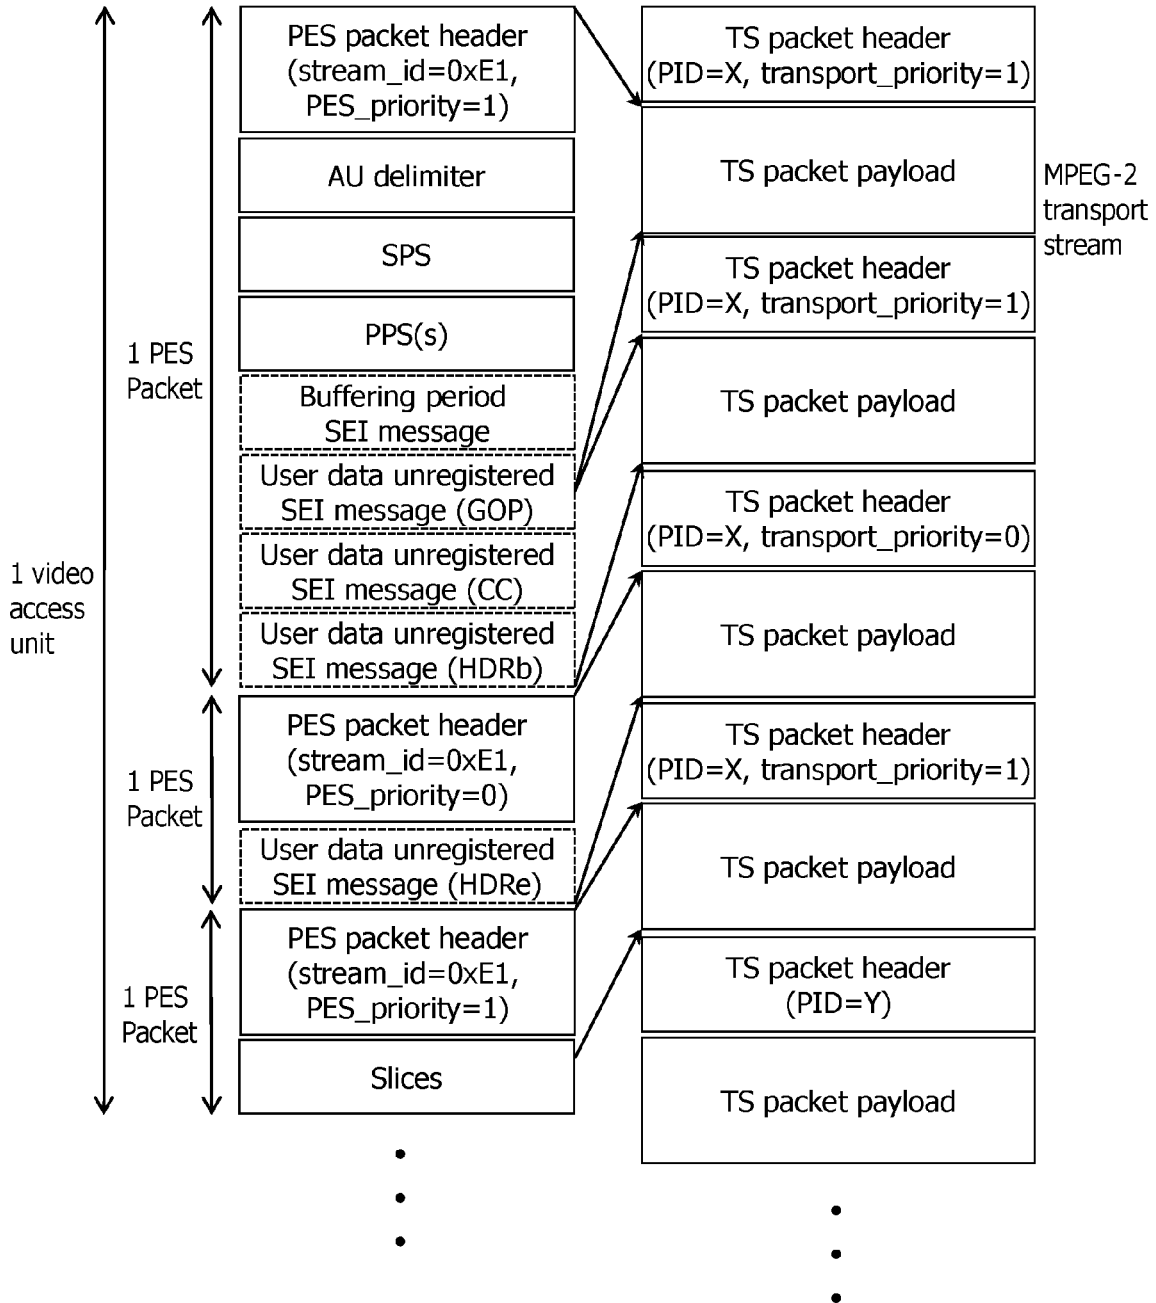 1 video
access
unit
1 PES
Packet
1 PES
Packet
1 PES
Packet
PES packet header
(stream_id=0xE1,
PES_priority=1)
AU delimiter
SPS
PPS(s)
Buffering period
SEI message
User data unregistered
SEI message (GOP)
User data unregistered
SEI message (CC)
User data unregistered
SEI message (HDRb)
PES packet header
(stream_id=0xE1,
PES_priority=0)
User data unregistered
SEI message (HDRe)
PES packet header
(stream_id=0xE1,
PES_priority=1)
Slices
TS packet header
(PID=X, transport_priority=1)
TS packet payload
TS packet header
(PID=X, transport_priority=1)
TS packet payload
TS packet header
(PID=X, transport_priority=0)
TS packet payload
TS packet header
(PID=X, transport_priority=1)
TS packet payload
TS packet header
(PID=Y)
TS packet payload
MPEG-2
transport
stream